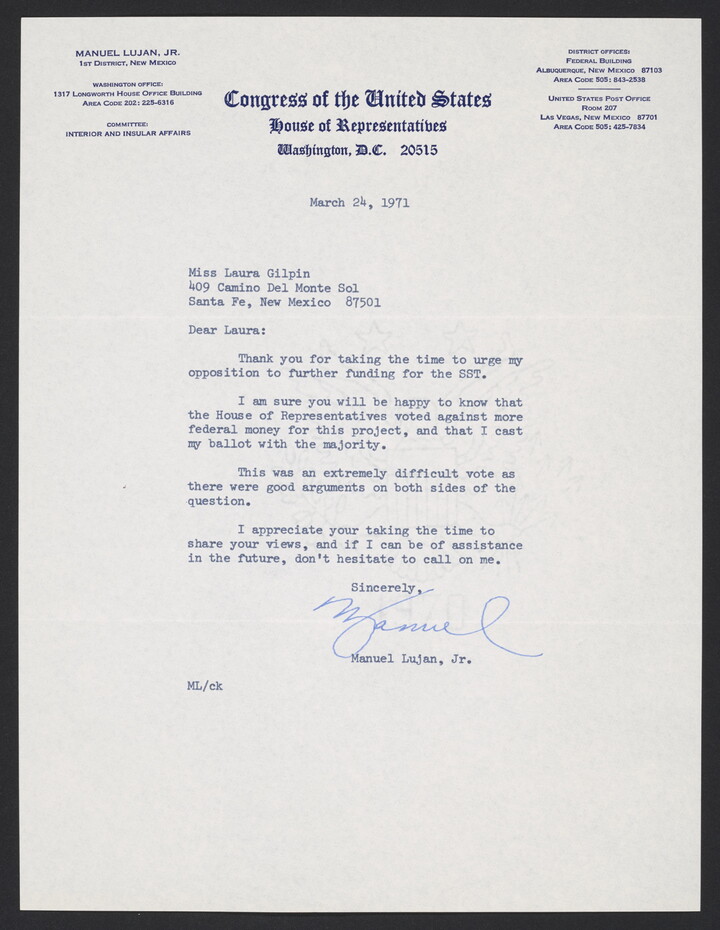 MANUEL LUJAN, JR.
1ST DISTRICT, NEW MEXICO
WASHINGTON OFFICE:
1317 LONGWORTH HOUSE OFFICE BUILDING
AREA CODE 202: 225-6316
COMMITTEE:
INTERIOR AND INSULAR AFFAIRS
Congress of the United States
House of Representatives
Washington, D.C. 20515
DISTRICT OFFICES:
FEDERAL BUILDING
ALBUQUERQUE, NEW MEXICO 87103
AREA CODE 505: 843-2538
UNITED STATES POST OFFICE
ROOM 207
LAS VEGAS, NEW MEXICO 87701
AREA CODE 505: 425-7834
March 24, 1971
Miss Laura Gilpin
409 Camino Del Monte Sol
Santa Fe, New Mexico 87501
Dear Laura:
Thank you for taking the time to urge my
opposition to further funding for the SST.
I am sure you will be happy to know that
the House of Representatives voted against more
federal money for this project, and that I cast
my ballot with the majority.
This was an extremely difficult vote as
there were good arguments on both sides of the
question.
I appreciate your taking the time to
share your views, and if I can be of assistance
in the future, don't hesitate to call on me.
Sincerely,
Manuel
Manuel Lujan, Jr.
ML/ck